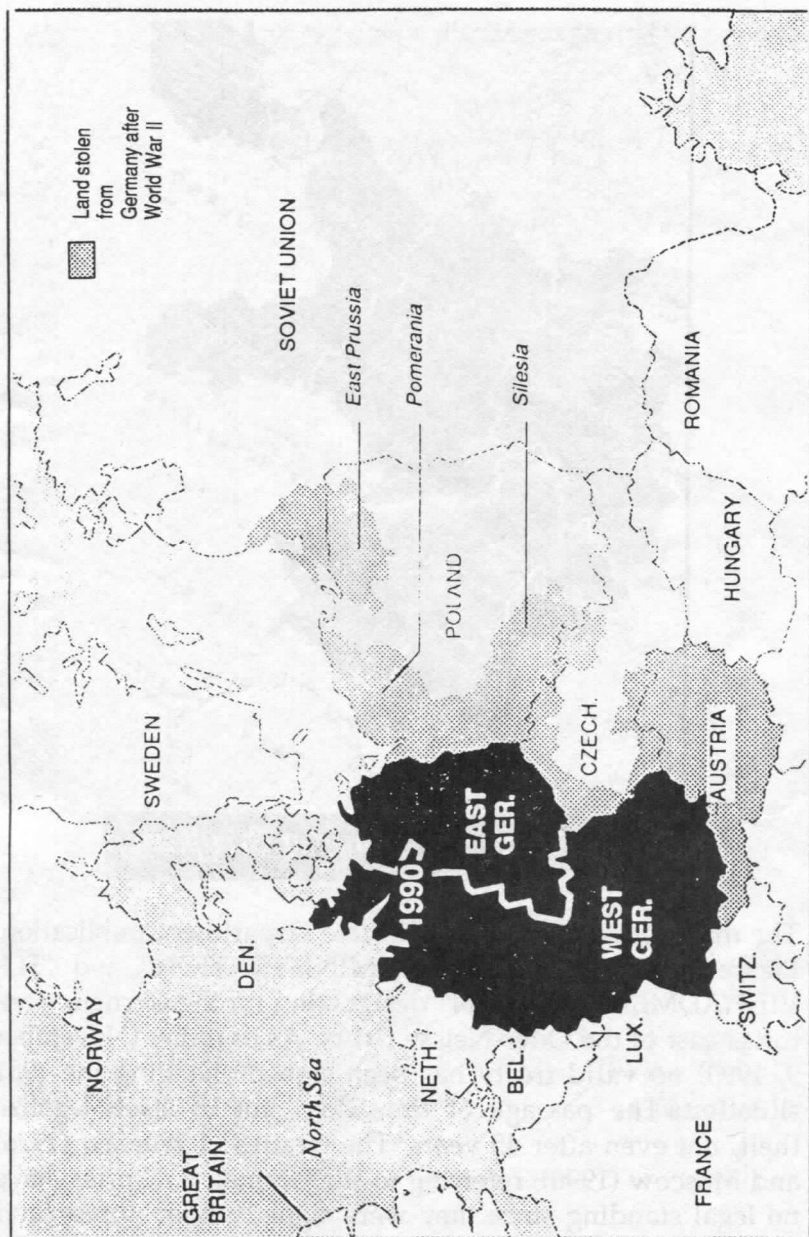 Land stolen
from
Germany after
World War II
NORWAY
SWEDEN
SOVIET UNION
GREAT
BRITAIN
North Sea
DEN.
East Prussia
Pomerania
Silesia
NETH.
1990
POLAND
EAST
GER.
BEL.
WEST
GER.
CZECH.
LUX.
FRANCE
SWITZ.
AUSTRIA
HUNGARY
ROMANIA